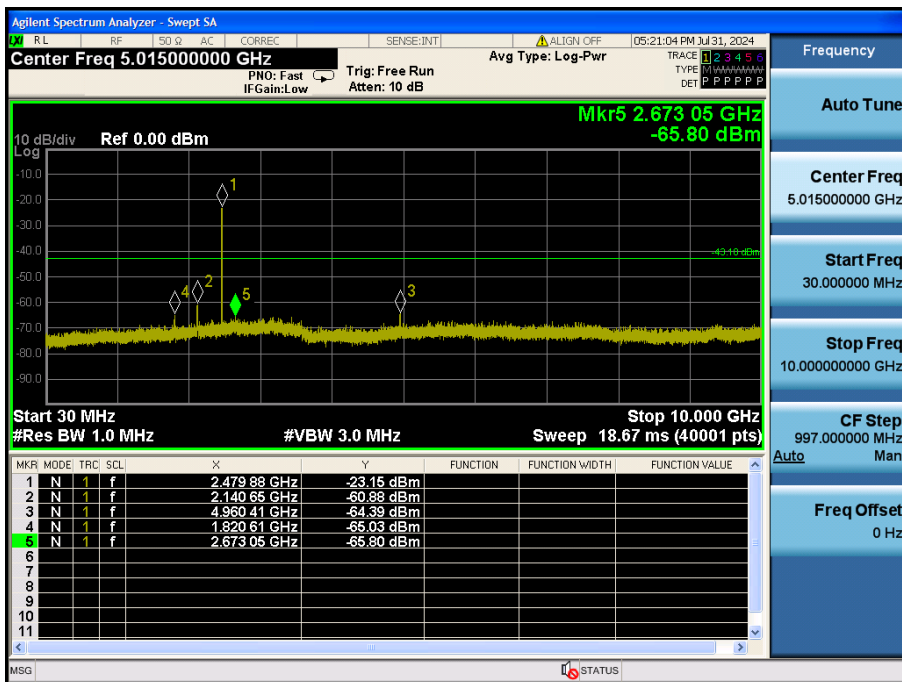 Agilent Spectrum Analyzer - Swept SA
LXI RL RF 50 Ω AC CORREC SENSE:INT ALIGN OFF 05:21:04 PM Jul 31, 2024
Center Freq 5.015000000 GHz
PNO: Fast
IFGain:Low
Trig: Free Run
Atten: 10 dB
Avg Type: Log-Pwr
TRACE 1 2 3 4 5 6
TYPE MWWWWW
DET P P P P P P
Mkr5 2.673 05 GHz
-65.80 dBm
10 dB/div Ref 0.00 dBm
Log
-10.0
-20.0
-30.0
-40.0
-50.0
-60.0
-70.0
-80.0
-90.0
1
-43.10 dBm
4 2 5 3
Start 30 MHz Stop 10.000 GHz
#Res BW 1.0 MHz #VBW 3.0 MHz Sweep 18.67 ms (40001 pts)
MKR MODE TRC SCL X Y FUNCTION FUNCTION WIDTH FUNCTION VALUE
1 N 1 f 2.479 88 GHz -23.15 dBm
2 N 1 f 2.140 65 GHz -60.88 dBm
3 N 1 f 4.960 41 GHz -64.39 dBm
4 N 1 f 1.820 61 GHz -65.03 dBm
5 N 1 f 2.673 05 GHz -65.80 dBm
6
7
8
9
10
11
MSG STATUS
Frequency
Auto Tune
Center Freq
5.015000000 GHz
Start Freq
30.000000 MHz
Stop Freq
10.000000000 GHz
CF Step
997.000000 MHz
Auto Man
Freq Offset
0 Hz